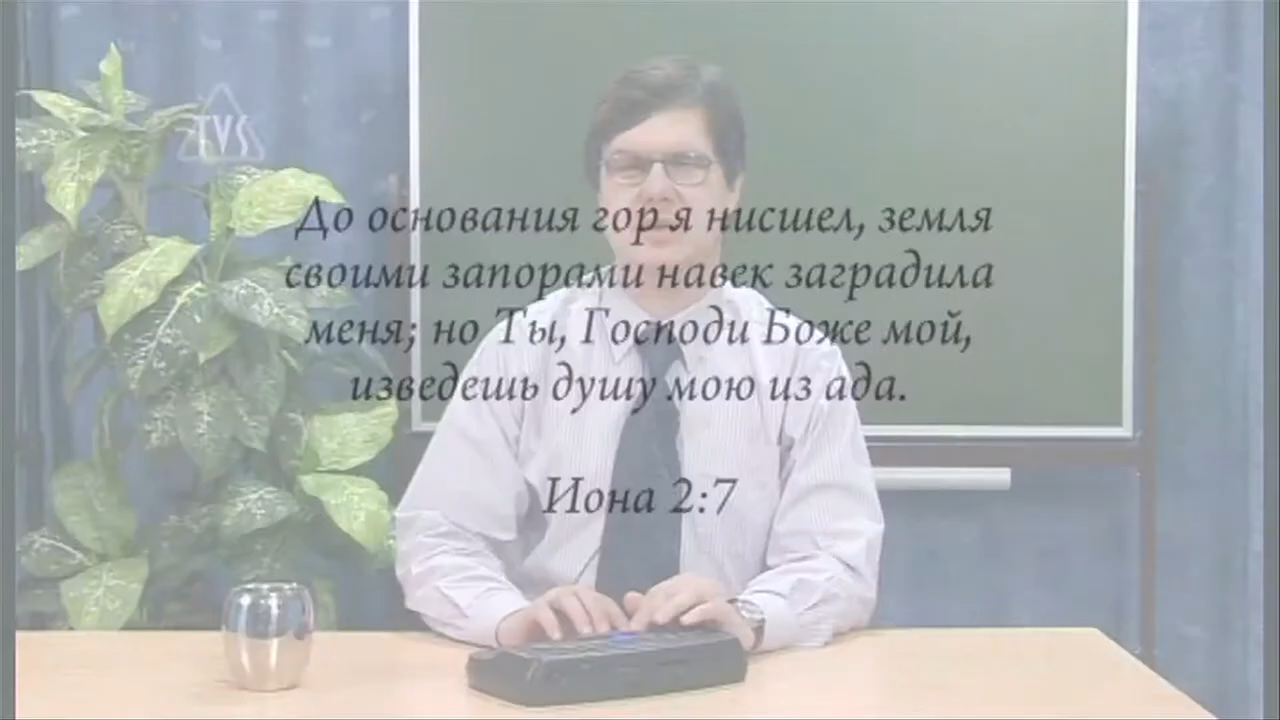 TVS
До основания гор я нисшел, земля
своими запорами навек заградила
меня; но Ты, Господи Боже мой,
изведешь душу мою из ада.
Иона 2:7